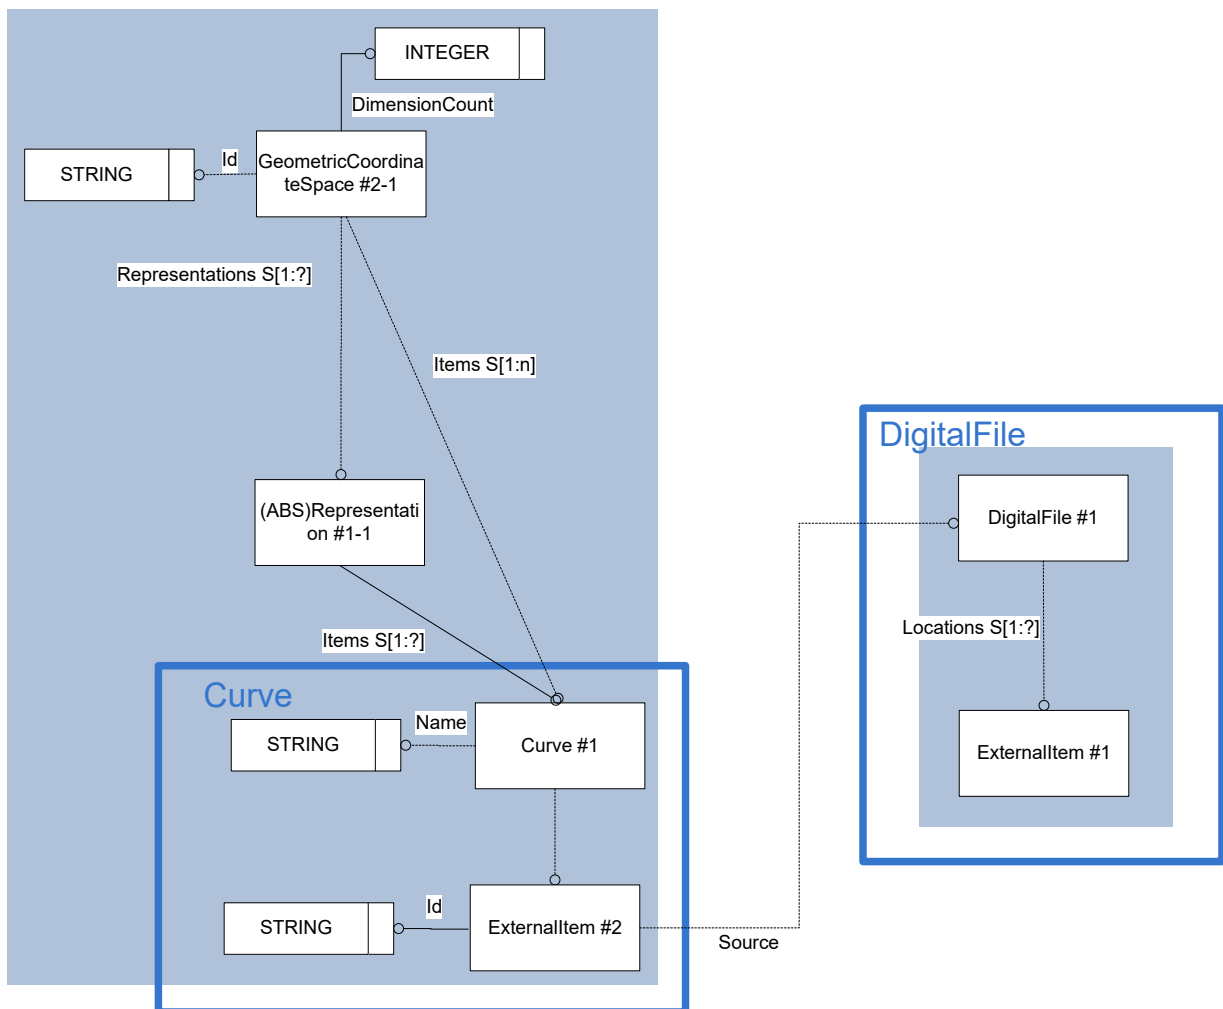 INTEGER
DimensionCount
Id
STRING
GeometricCoordina
teSpace #2-1
Representations S[1:?]
Items S[1:n]
(ABS)Representati
on #1-1
Items S[1:?]
Curve
Name
STRING
Curve #1
Id
STRING
ExternalItem #2
Source
DigitalFile
DigitalFile #1
Locations S[1:?]
ExternalItem #1